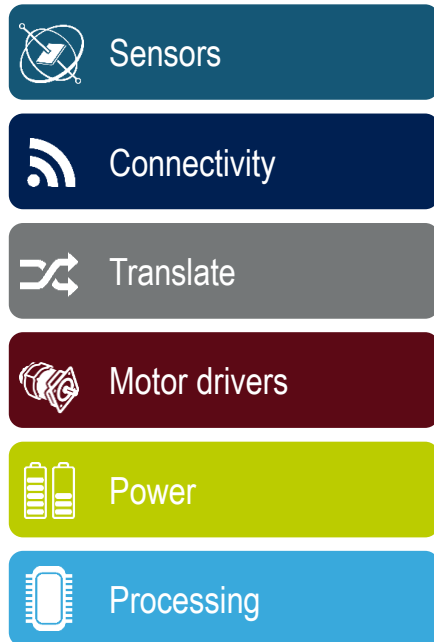 Sensors
Connectivity
Translate
Motor drivers
Power
Processing